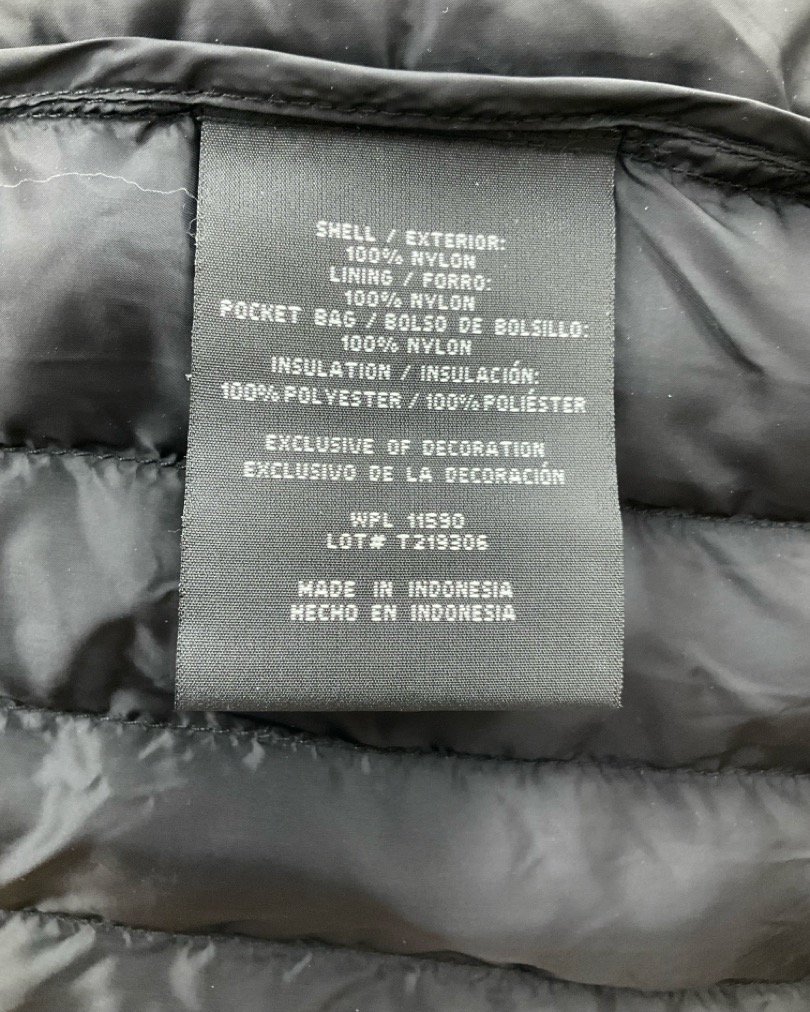 SHELL / EXTERIOR:
100% NYLON
LINING / FORRO:
100% NYLON
POCKET BAG / BOLSO DE BOLSILLO:
100% NYLON
INSULATION / INSULACIÓN:
100% POLYESTER / 100% POLIÉSTER
EXCLUSIVE OF DECORATION
EXCLUSIVO DE LA DECORACIÓN
WPL 11590
LOT# T219306
MADE IN INDONESIA
HECHO EN INDONESIA